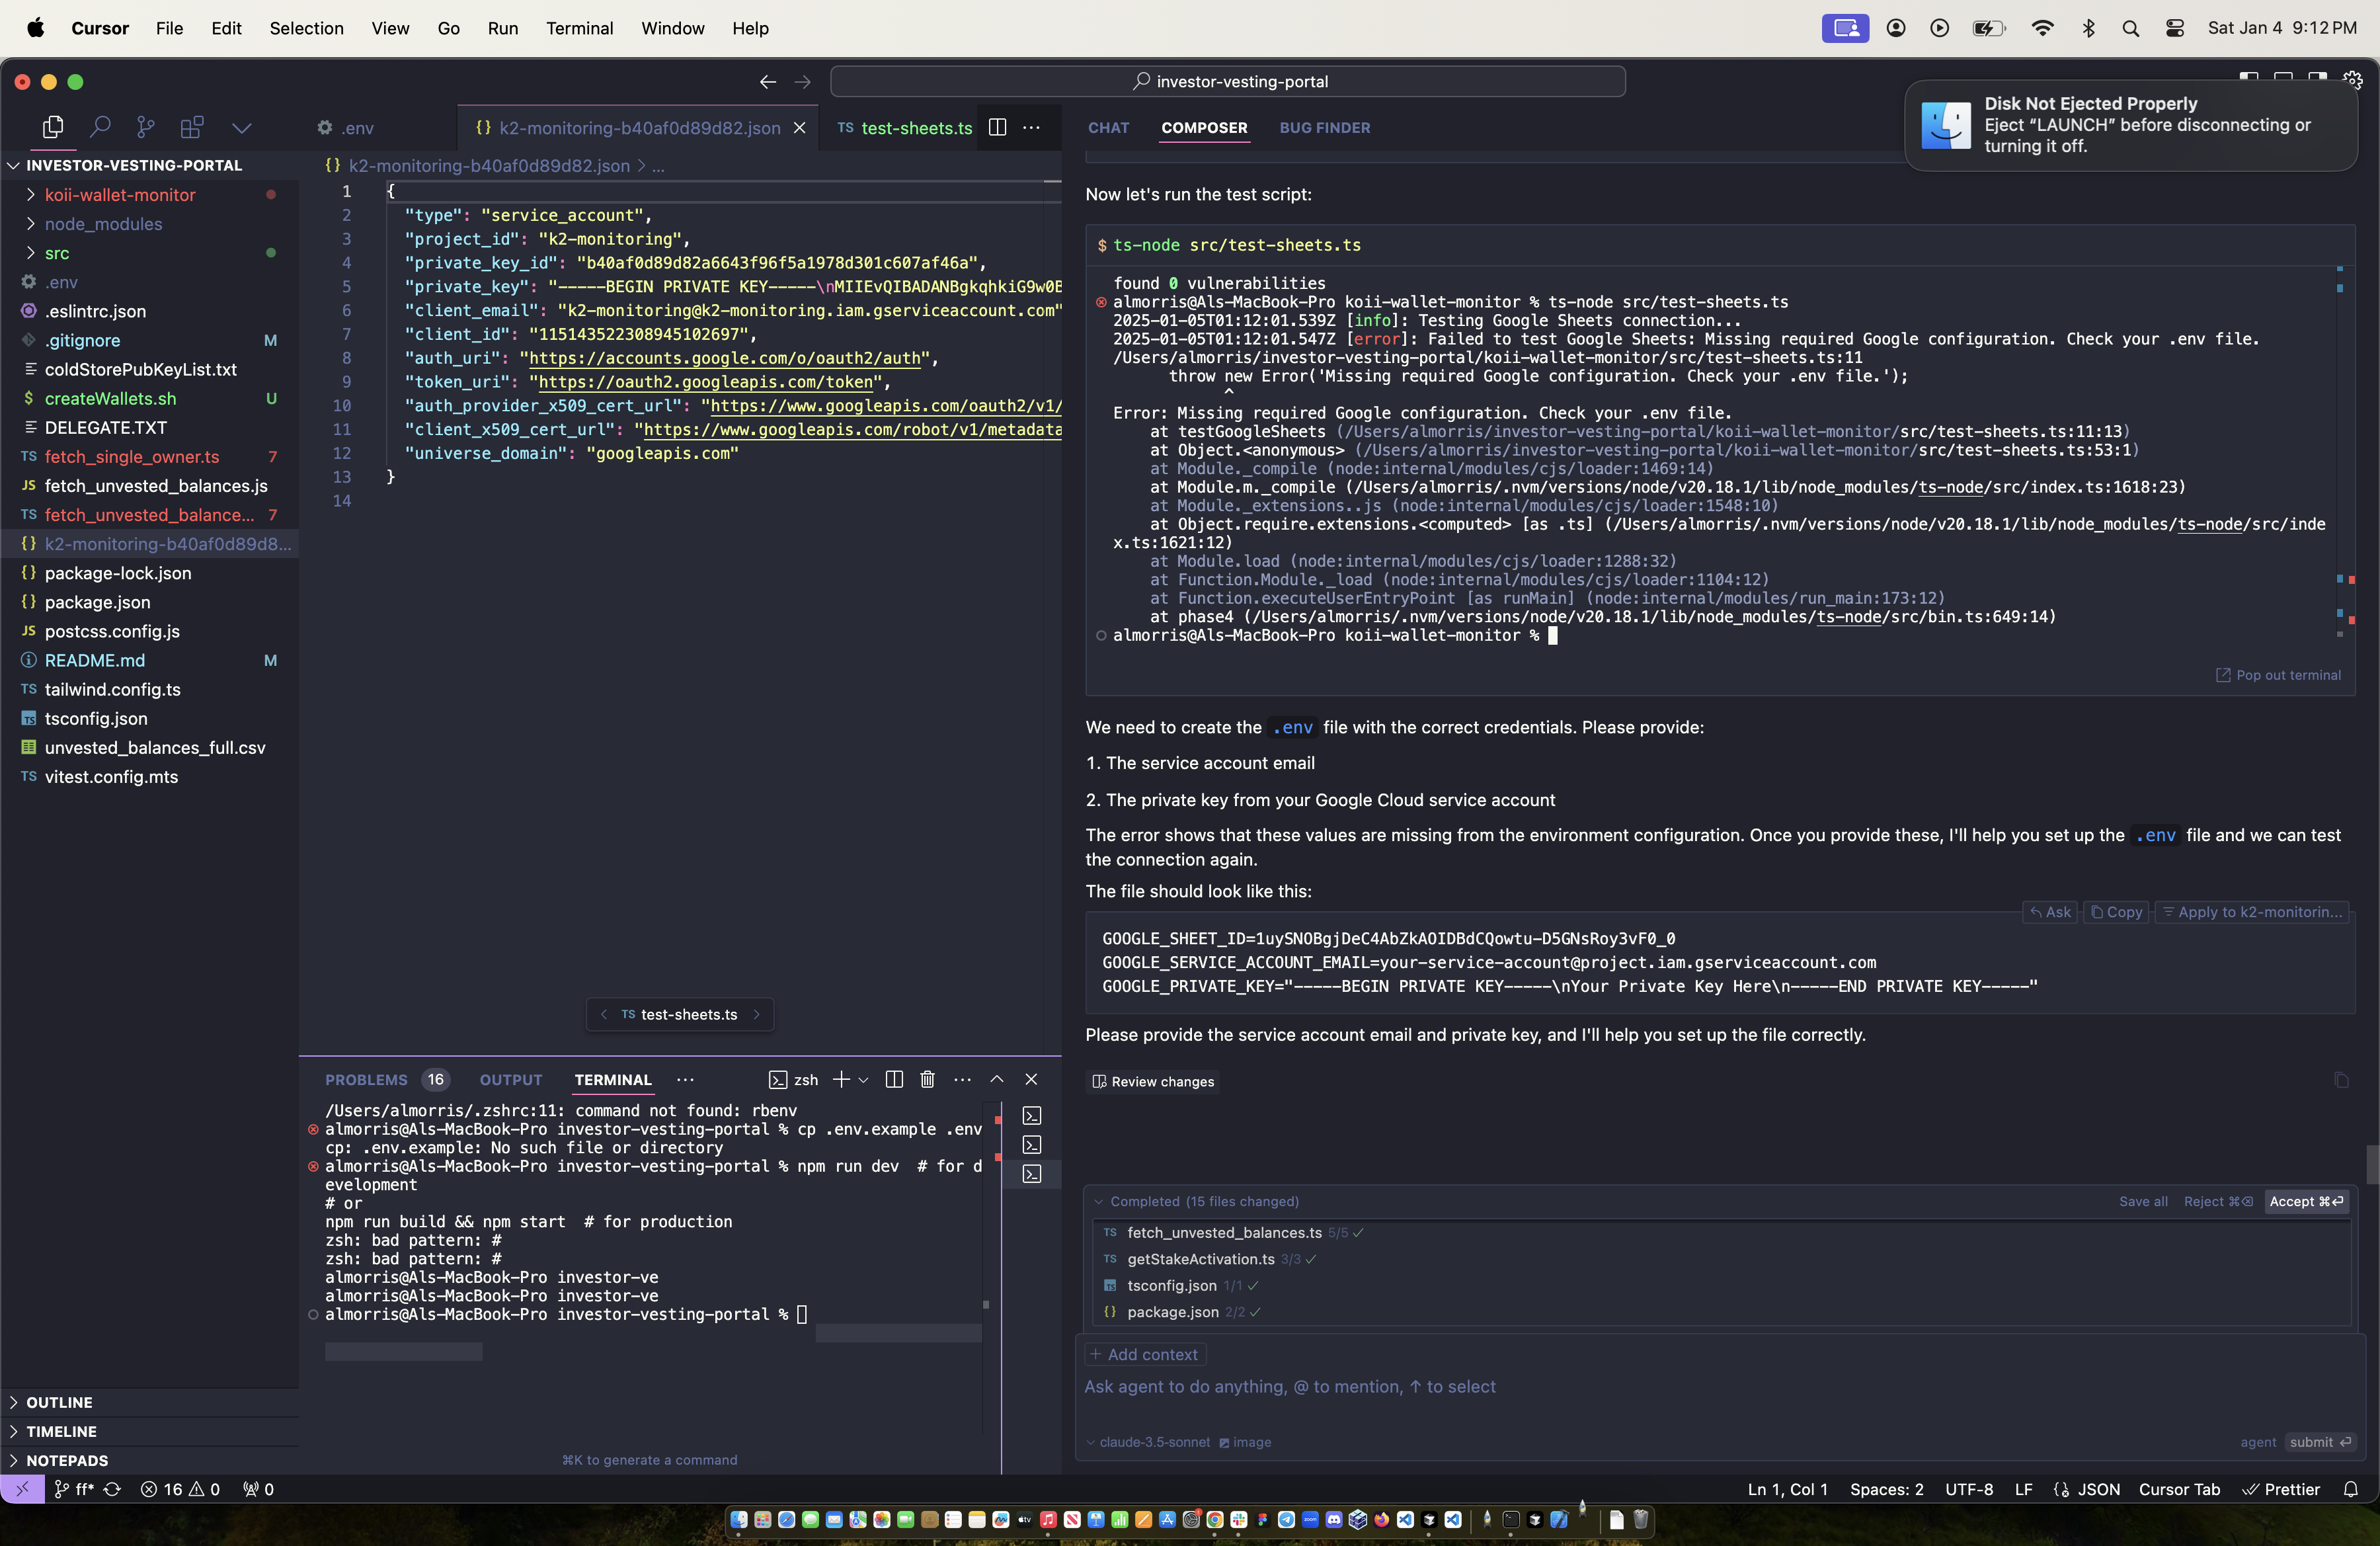 Cursor File Edit Selection View Go Run Terminal Window Help
Sat Jan 4 9:12 PM
investor-vesting-portal
Disk Not Ejected Properly
Eject “LAUNCH” before disconnecting or
turning it off.
.env
{} k2-monitoring-b40af0d89d82.json
TS test-sheets.ts
CHAT COMPOSER BUG FINDER
INVESTOR-VESTING-PORTAL
koii-wallet-monitor
node_modules
src
.env
.eslintrc.json
.gitignore M
coldStorePubKeyList.txt
$ createWallets.sh U
DELEGATE.TXT
TS fetch_single_owner.ts 7
JS fetch_unvested_balances.js
TS fetch_unvested_balance... 7
{} k2-monitoring-b40af0d89d8...
{} package-lock.json
{} package.json
JS postcss.config.js
README.md M
TS tailwind.config.ts
TS tsconfig.json
unvested_balances_full.csv
TS vitest.config.mts
OUTLINE
TIMELINE
NOTEPADS
{} k2-monitoring-b40af0d89d82.json > ...
1 {
2 "type": "service_account",
3 "project_id": "k2-monitoring",
4 "private_key_id": "b40af0d89d82a6643f96f5a1978d301c607af46a",
5 "private_key": "-----BEGIN PRIVATE KEY-----\nMIIEvQIBADANBgkqhkiG9w0B
6 "client_email": "k2-monitoring@k2-monitoring.iam.gserviceaccount.com"
7 "client_id": "115143522308945102697",
8 "auth_uri": "https://accounts.google.com/o/oauth2/auth",
9 "token_uri": "https://oauth2.googleapis.com/token",
10 "auth_provider_x509_cert_url": "https://www.googleapis.com/oauth2/v1/
11 "client_x509_cert_url": "https://www.googleapis.com/robot/v1/metadata
12 "universe_domain": "googleapis.com"
13 }
14
TS test-sheets.ts
PROBLEMS 16 OUTPUT TERMINAL ... zsh
/Users/almorris/.zshrc:11: command not found: rbenv
almorris@Als-MacBook-Pro investor-vesting-portal % cp .env.example .env
cp: .env.example: No such file or directory
almorris@Als-MacBook-Pro investor-vesting-portal % npm run dev # for d
evelopment
# or
npm run build && npm start # for production
zsh: bad pattern: #
zsh: bad pattern: #
almorris@Als-MacBook-Pro investor-ve
almorris@Als-MacBook-Pro investor-ve
almorris@Als-MacBook-Pro investor-vesting-portal %
⌘K to generate a command
Now let's run the test script:
$ ts-node src/test-sheets.ts
found 0 vulnerabilities
almorris@Als-MacBook-Pro koii-wallet-monitor % ts-node src/test-sheets.ts
2025-01-05T01:12:01.539Z [info]: Testing Google Sheets connection...
2025-01-05T01:12:01.547Z [error]: Failed to test Google Sheets: Missing required Google configuration. Check your .env file.
/Users/almorris/investor-vesting-portal/koii-wallet-monitor/src/test-sheets.ts:11
throw new Error('Missing required Google configuration. Check your .env file.');
^
Error: Missing required Google configuration. Check your .env file.
at testGoogleSheets (/Users/almorris/investor-vesting-portal/koii-wallet-monitor/src/test-sheets.ts:11:13)
at Object.<anonymous> (/Users/almorris/investor-vesting-portal/koii-wallet-monitor/src/test-sheets.ts:53:1)
at Module._compile (node:internal/modules/cjs/loader:1469:14)
at Module.m._compile (/Users/almorris/.nvm/versions/node/v20.18.1/lib/node_modules/ts-node/src/index.ts:1618:23)
at Module._extensions..js (node:internal/modules/cjs/loader:1548:10)
at Object.require.extensions.<computed> [as .ts] (/Users/almorris/.nvm/versions/node/v20.18.1/lib/node_modules/ts-node/src/inde
x.ts:1621:12)
at Module.load (node:internal/modules/cjs/loader:1288:32)
at Function.Module._load (node:internal/modules/cjs/loader:1104:12)
at Function.executeUserEntryPoint [as runMain] (node:internal/modules/run_main:173:12)
at phase4 (/Users/almorris/.nvm/versions/node/v20.18.1/lib/node_modules/ts-node/src/bin.ts:649:14)
almorris@Als-MacBook-Pro koii-wallet-monitor %
Pop out terminal
We need to create the .env file with the correct credentials. Please provide:
1. The service account email
2. The private key from your Google Cloud service account
The error shows that these values are missing from the environment configuration. Once you provide these, I'll help you set up the .env file and we can test
the connection again.
The file should look like this:
Ask Copy Apply to k2-monitorin...
GOOGLE_SHEET_ID=1uySNOBgjDeC4AbZkAOIDBdCQowtu-D5GNsRoy3vF0_0
GOOGLE_SERVICE_ACCOUNT_EMAIL=your-service-account@project.iam.gserviceaccount.com
GOOGLE_PRIVATE_KEY="-----BEGIN PRIVATE KEY-----\nYour Private Key Here\n-----END PRIVATE KEY-----"
Please provide the service account email and private key, and I'll help you set up the file correctly.
Review changes
Completed (15 files changed) Save all Reject ⌘⌫ Accept ⌘⏎
TS fetch_unvested_balances.ts 5/5 ✓
TS getStakeActivation.ts 3/3 ✓
TS tsconfig.json 1/1 ✓
{} package.json 2/2 ✓
+ Add context
Ask agent to do anything, @ to mention, ↑ to select
claude-3.5-sonnet image agent submit ⏎
ff* 16 0 0 Ln 1, Col 1 Spaces: 2 UTF-8 LF {} JSON Cursor Tab Prettier